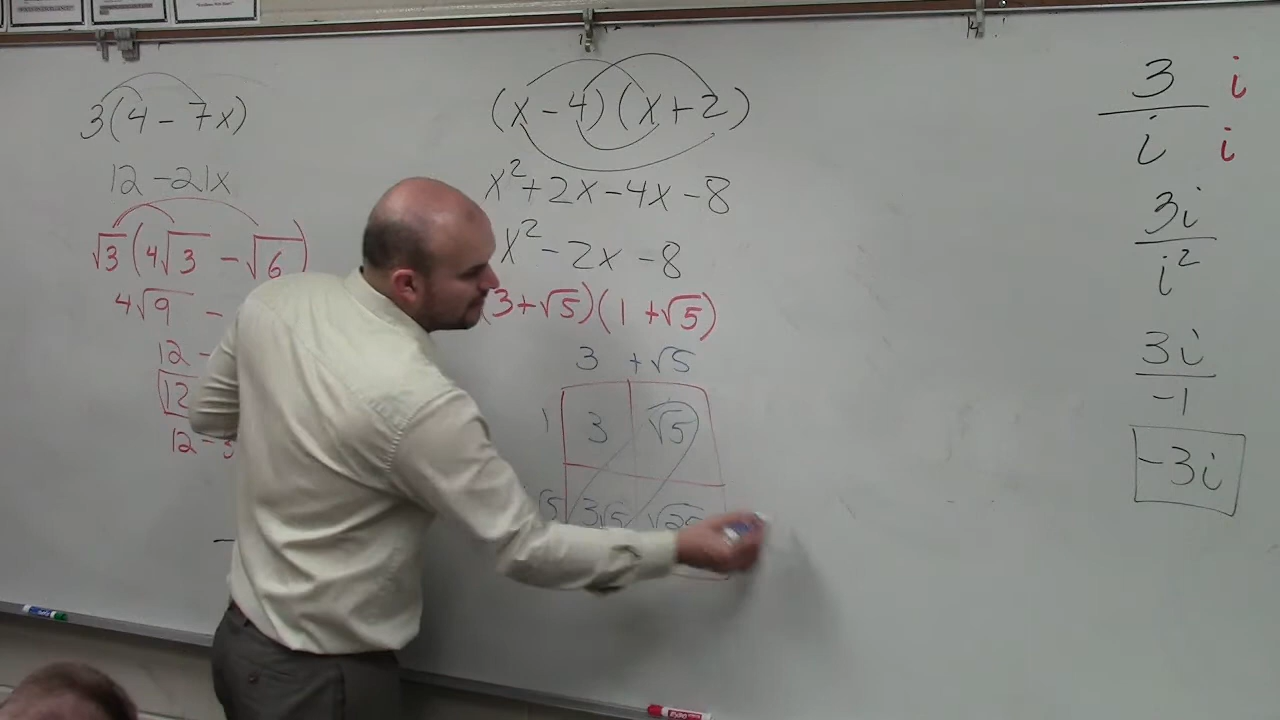 3(4 - 7x)
12 - 21x
√3(4√3 - √6)
4√9 -
12 -
12
12 -
(x - 4)(x + 2)
x² + 2x - 4x - 8
x² - 2x - 8
(3 + √5)(1 + √5)
3 + √5
1 3 √5
√5 3√5 √25
3 i
i i
3i
i²
3i
-1
-3i
EXPO